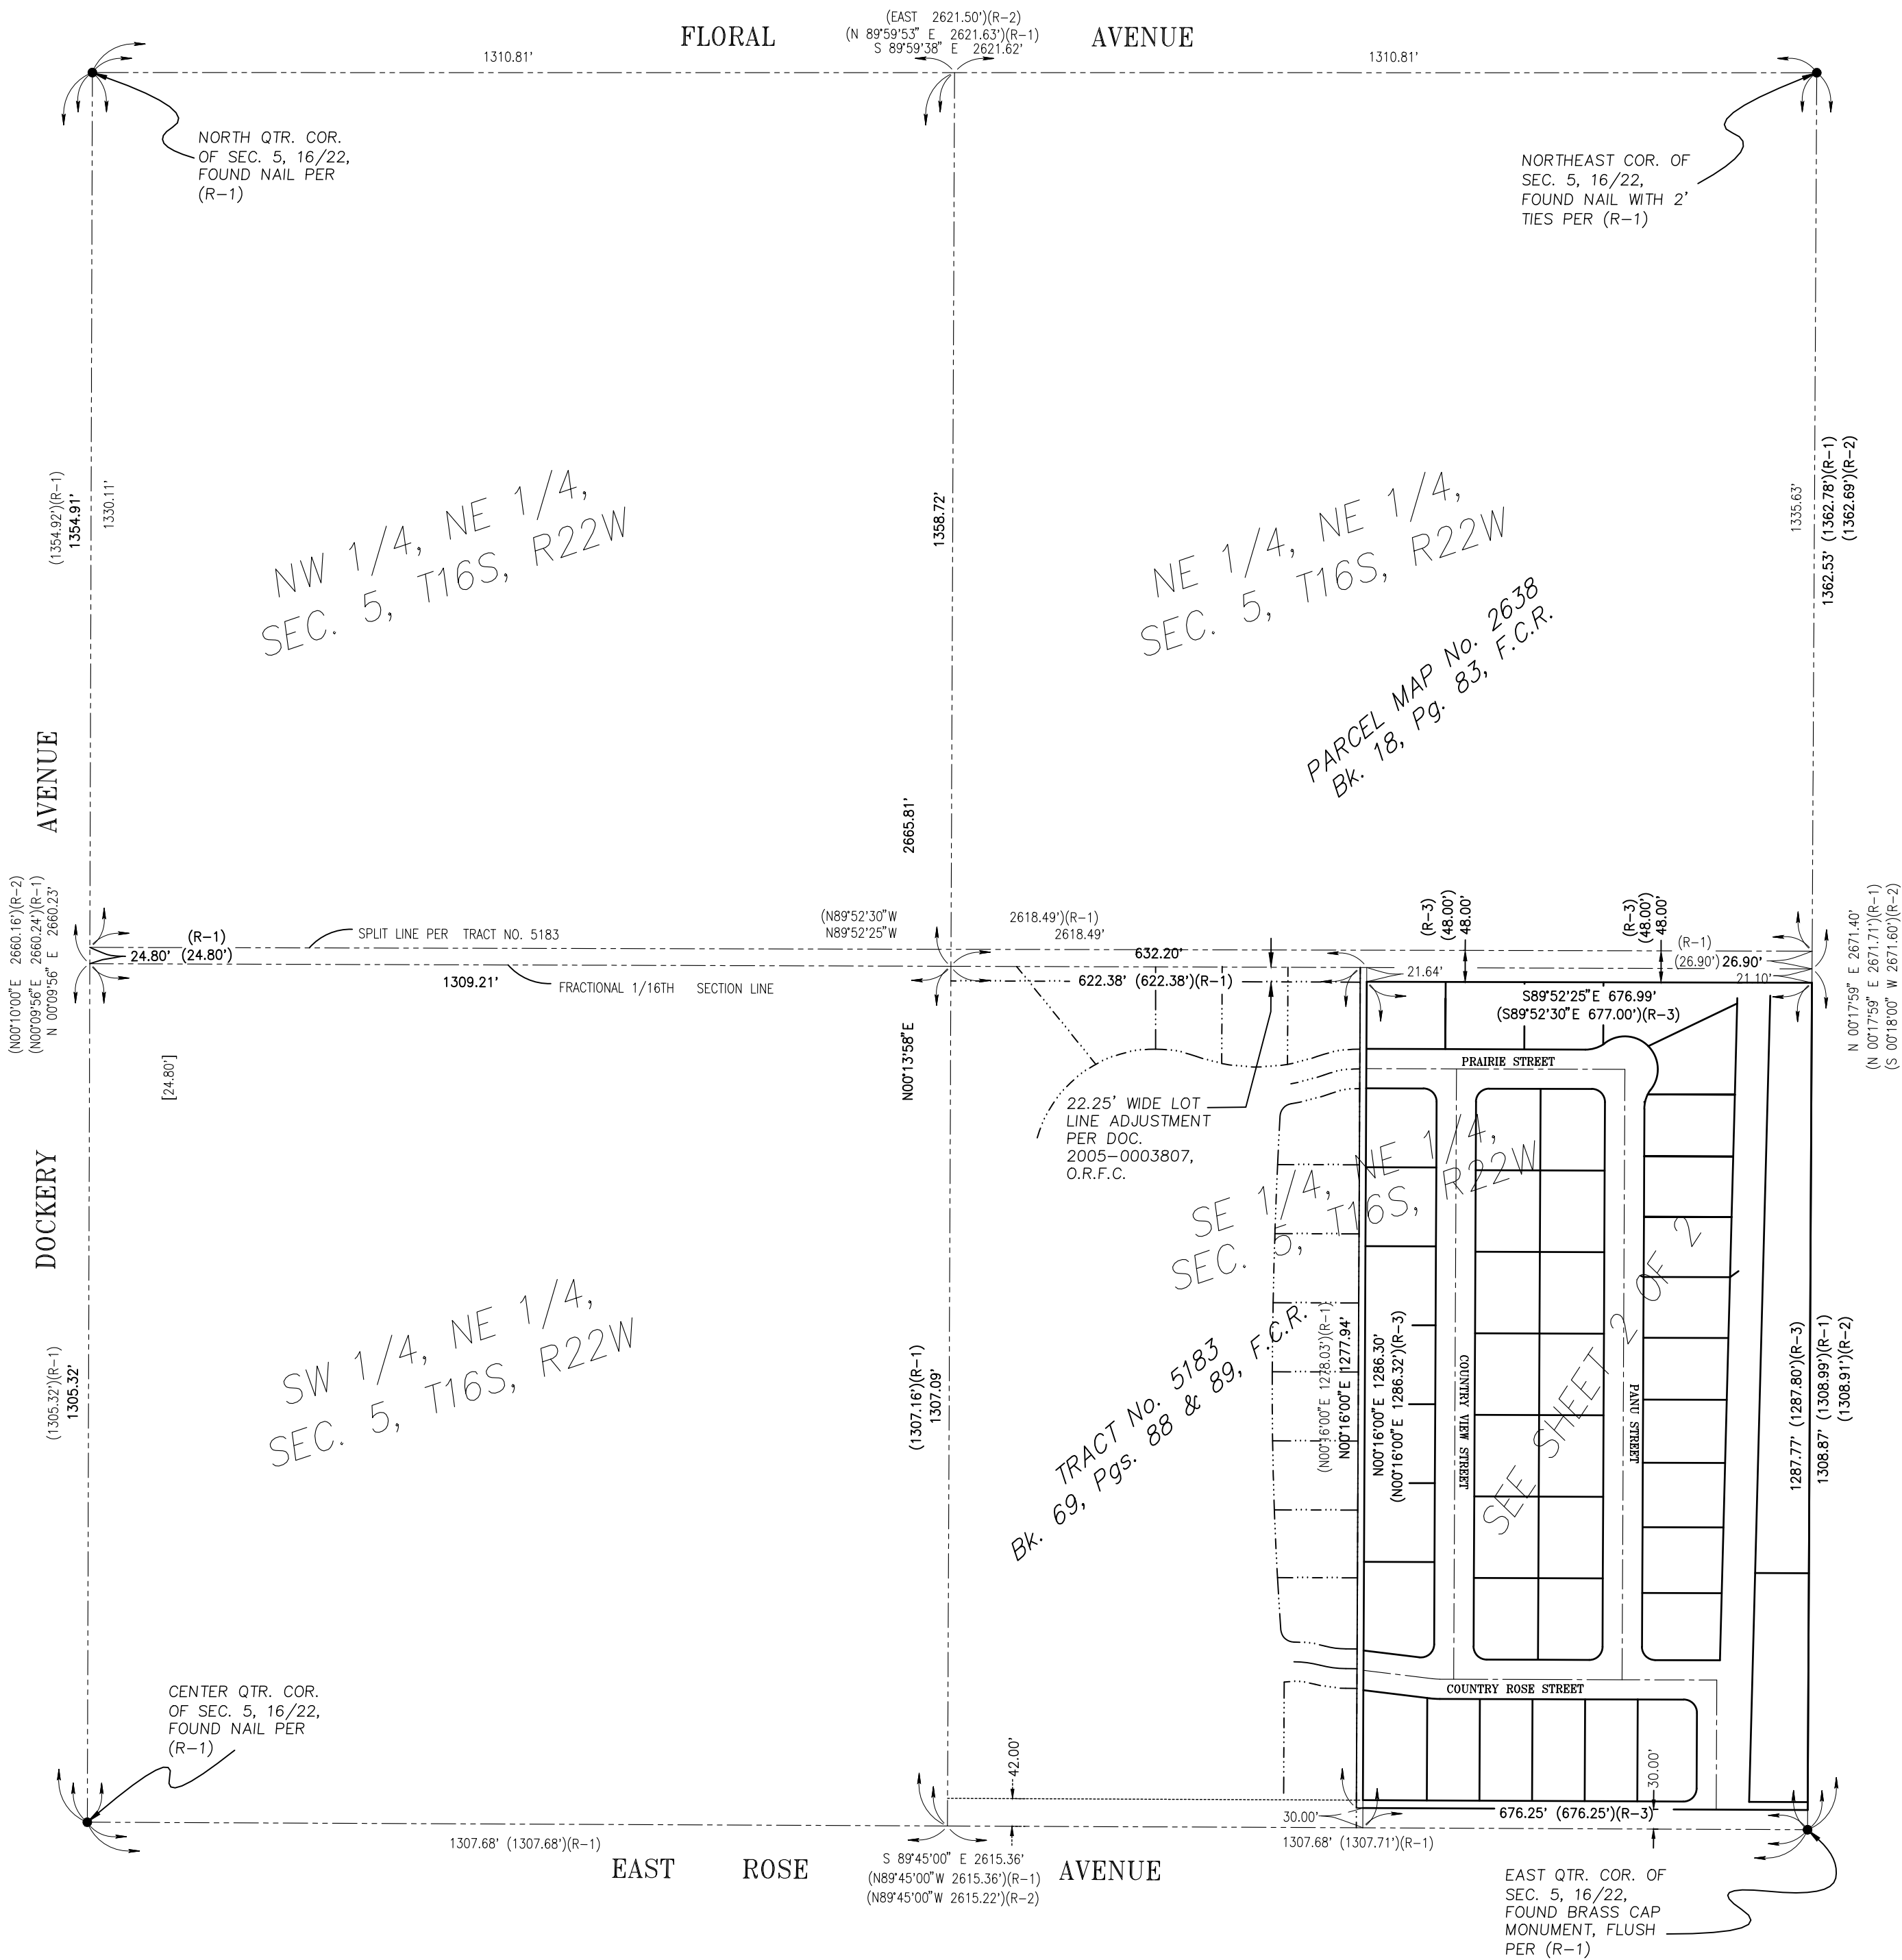 (EAST 2621.50')(R-2)
FLORAL
(N 89°59'53" E 2621.63')(R-1)
AVENUE
S 89°59'38" E 2621.62'
1310.81'
1310.81'
NORTH QTR. COR.
OF SEC. 5, 16/22,
FOUND NAIL PER
(R-1)
NORTHEAST COR. OF
SEC. 5, 16/22,
FOUND NAIL WITH 2'
TIES PER (R-1)
(1354.92')(R-1)
1354.91'
1330.11'
NW 1/4, NE 1/4,
SEC. 5, T16S, R22W
1358.72'
NE 1/4, NE 1/4,
SEC. 5, T16S, R22W
1335.63'
1362.53' (1362.78')(R-1)
(1362.69')(R-2)
PARCEL MAP No. 2638
Bk. 18, Pg. 83, F.C.R.
AVENUE
2665.81'
(N00°10'00" E 2660.16')(R-2)
(N00°09'56" E 2660.24')(R-1)
N 00°09'56" E 2660.23'
(R-1)
24.80' (24.80')
SPLIT LINE PER TRACT NO. 5183
1309.21'
FRACTIONAL 1/16TH SECTION LINE
(N89°52'30"W 2618.49')(R-1)
N89°52'25"W 2618.49'
632.20'
622.38' (622.38')(R-1)
21.64'
(R-3)
(48.00')
48.00'
(R-3)
(48.00')
48.00'
(R-1)
(26.90') 26.90'
21.10'
N 00°17'59" E 2671.40'
(N 00°17'59" E 2671.71')(R-1)
(S 00°18'00" W 2671.60')(R-2)
S89°52'25"E 676.99'
(S89°52'30"E 677.00')(R-3)
[24.80']
N00°13'58"E
PRAIRIE STREET
22.25' WIDE LOT
LINE ADJUSTMENT
PER DOC.
2005-0003807,
O.R.F.C.
DOCKERY
SE 1/4, NE 1/4,
SEC. 5, T16S, R22W
SW 1/4, NE 1/4,
SEC. 5, T16S, R22W
(1305.32')(R-1)
1305.32'
(1307.16')(R-1)
1307.09'
TRACT No. 5183
Bk. 69, Pgs. 88 & 89, F.C.R.
(N00°16'00"E 1278.03')(R-1)
N00°16'00"E 1277.94'
N00°16'00"E 1286.30'
(N00°16'00"E 1286.32')(R-3)
COUNTRY VIEW STREET
SEE SHEET 2 OF 2
PANU STREET
1287.77' (1287.80')(R-3)
1308.87' (1308.99')(R-1)
(1308.91')(R-2)
COUNTRY ROSE STREET
CENTER QTR. COR.
OF SEC. 5, 16/22,
FOUND NAIL PER
(R-1)
42.00'
30.00'
30.00'
676.25' (676.25')(R-3)
1307.68' (1307.68')(R-1)
1307.68' (1307.71')(R-1)
EAST ROSE AVENUE
S 89°45'00" E 2615.36'
(N89°45'00"W 2615.36')(R-1)
(N89°45'00"W 2615.22')(R-2)
EAST QTR. COR. OF
SEC. 5, 16/22,
FOUND BRASS CAP
MONUMENT, FLUSH
PER (R-1)